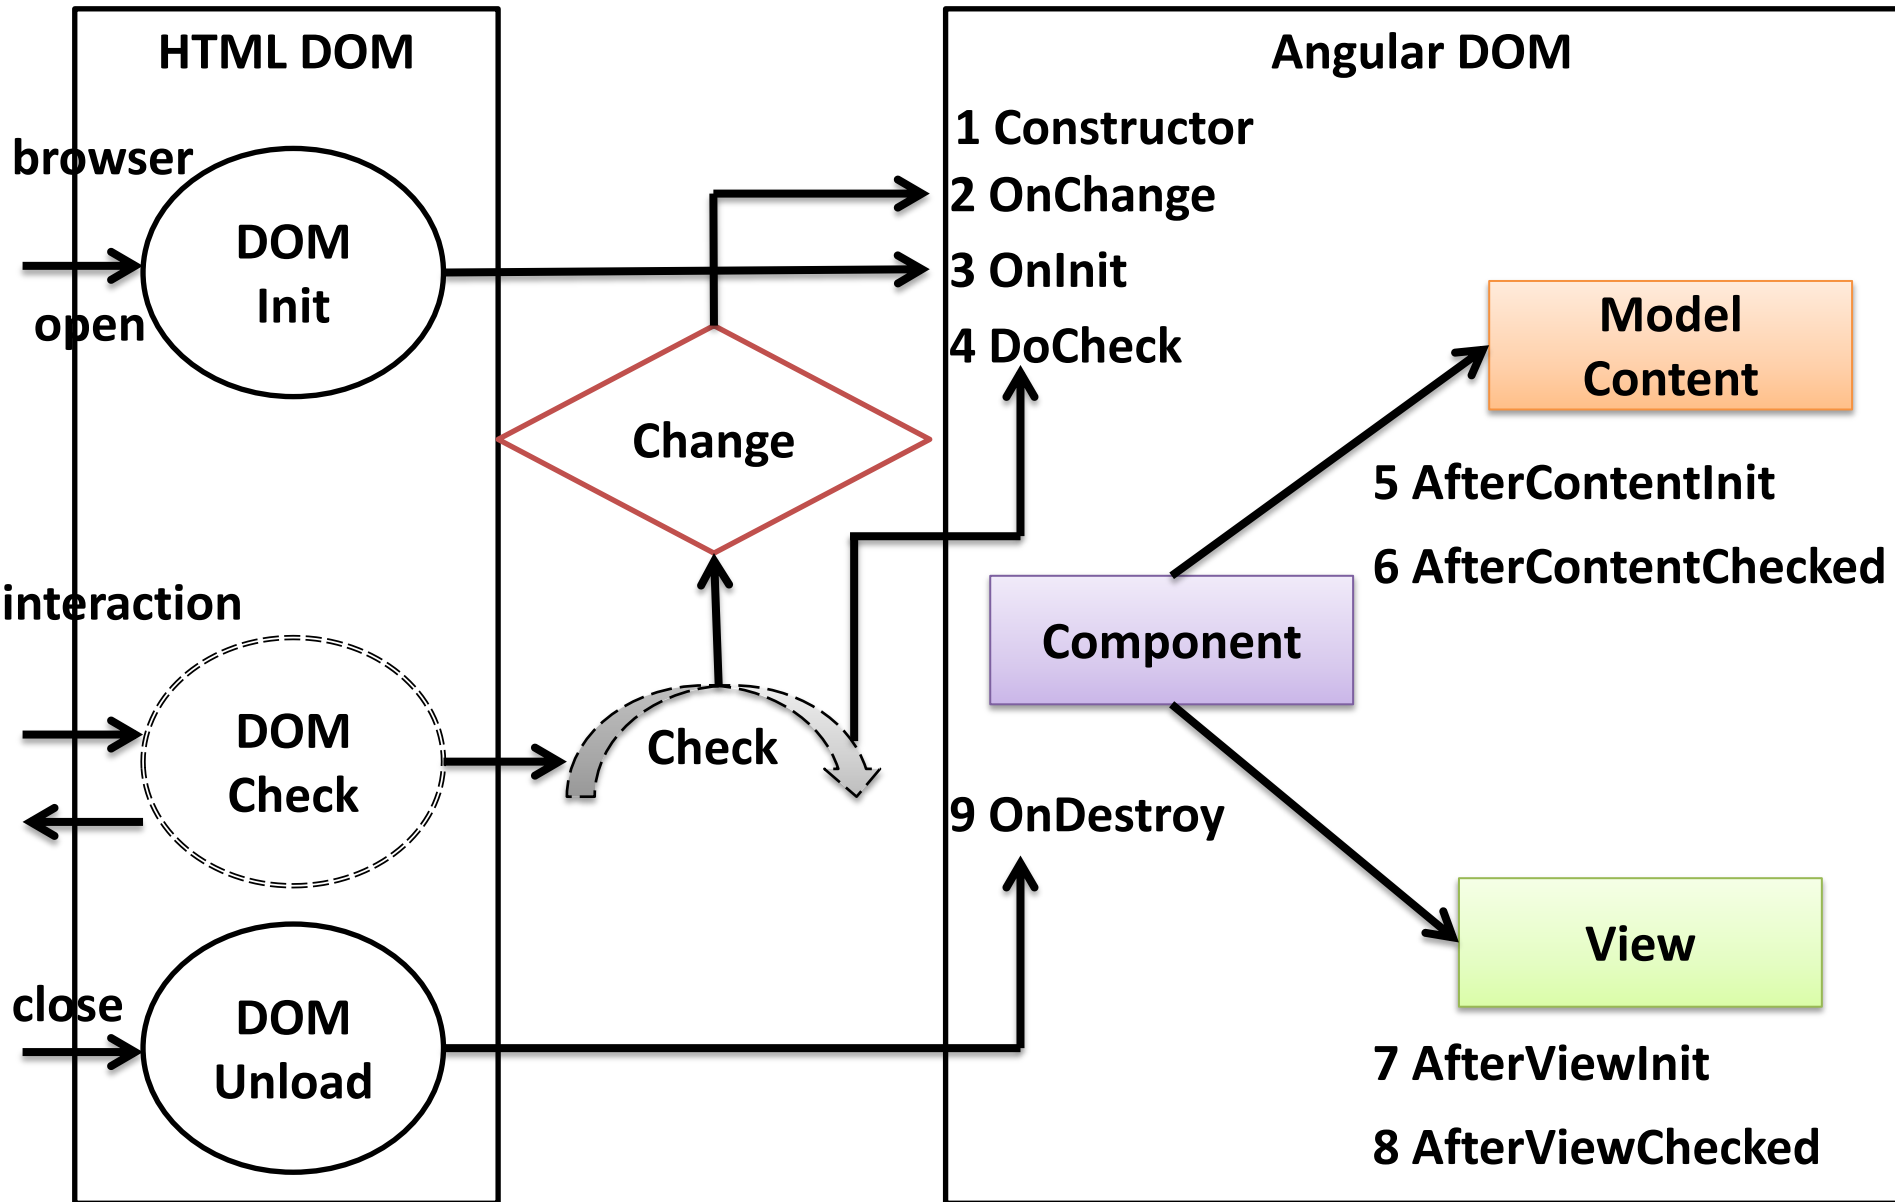 HTML DOM
browser
DOM
Init
open
interaction
DOM
Check
close
DOM
Unload
Change
Check
Angular DOM
1 Constructor
2 OnChange
3 OnInit
4 DoCheck
Model
Content
5 AfterContentInit
6 AfterContentChecked
Component
9 OnDestroy
View
7 AfterViewInit
8 AfterViewChecked